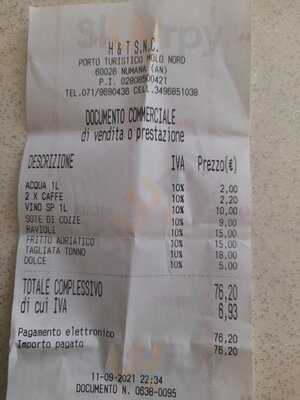 H & T S.N.C.
PORTO TURISTICO MOLO NORD
60026 NUMANA (AN)
P.I. 02808500421
TEL.071/9690436 CELL.3496851038
DOCUMENTO COMMERCIALE
di vendita o prestazione
DESCRIZIONE IVA Prezzo(€)
ACQUA 1L 10% 2,00
2 X CAFFE 10% 2,20
VINO SP 1L 10% 10,00
SUTE DI COZZE 10% 9,00
RAVIOLI 10% 15,00
FRITTO ADRIATICO 10% 15,00
TAGLIATA TONNO 10% 18,00
DOLCE 10% 5,00
TOTALE COMPLESSIVO 76,20
di cui IVA 6,93
Pagamento elettronico 76,20
Importo pagato 76,20
11-09-2021 22:34
DOCUMENTO N. 0638-0095